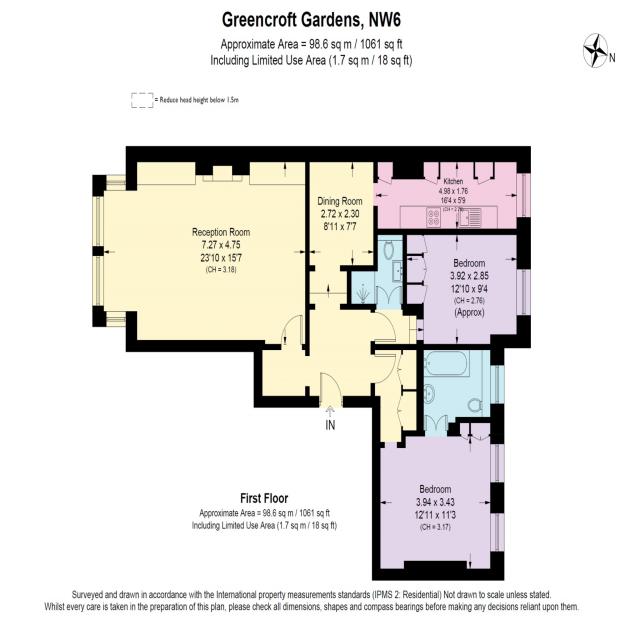 Greencroft Gardens, NW6
Approximate Area = 98.6 sq m / 1061 sq ft
Including Limited Use Area (1.7 sq m / 18 sq ft)
N
= Reduce head height below 1.5m
Kitchen
4.98 x 1.76
16'4 x 5'9
Dining Room
2.72 x 2.30
8'11 x 7'7
Reception Room
7.27 x 4.75
23'10 x 15'7
(CH = 3.18)
Bedroom
3.92 x 2.85
12'10 x 9'4
(CH = 2.76)
(Approx)
IN
Bedroom
3.94 x 3.43
12'11 x 11'3
(CH = 3.17)
First Floor
Approximate Area = 98.6 sq m / 1061 sq ft
Including Limited Use Area (1.7 sq m / 18 sq ft)
Surveyed and drawn in accordance with the International property measurements standards (IPMS 2: Residential) Not drawn to scale unless stated.
Whilst every care is taken in the preparation of this plan, please check all dimensions, shapes and compass bearings before making any decisions reliant upon them.